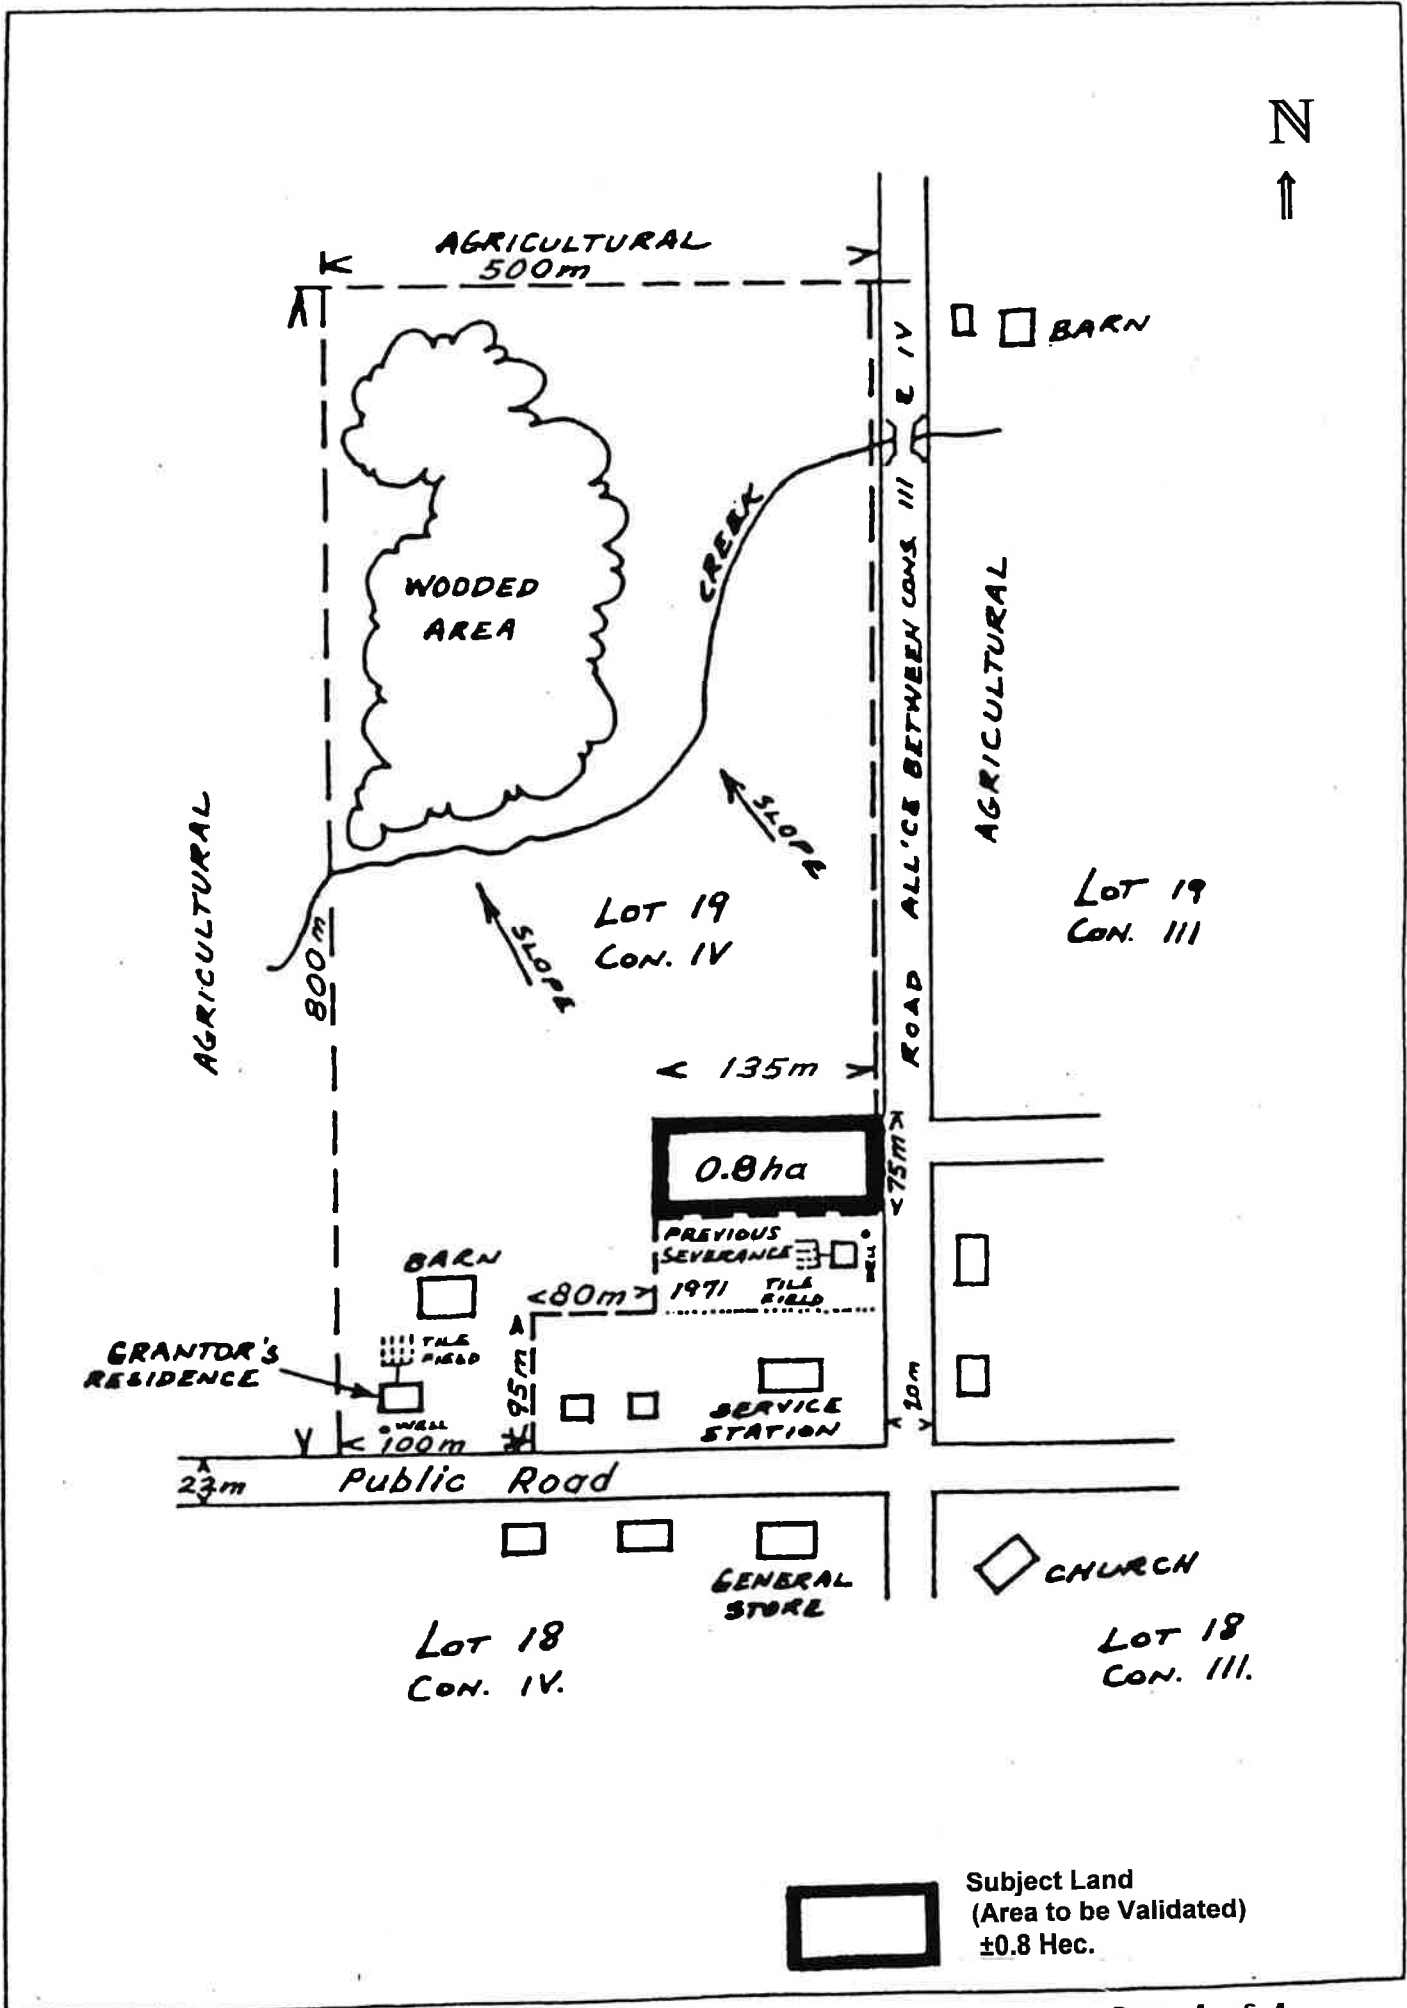 N
AGRICULTURAL
500m
BARN
ROAD ALL'CE BETWEEN CONS III & IV
CREEK
WOODED
AREA
AGRICULTURAL
SLOPE
AGRICULTURAL
LOT 19
CON. IV
LOT 19
CON. III
800m
SLOPE
135m
0.8ha
75m
PREVIOUS
SEVERANCE
1971
TILE
FIELD
WELL
BARN
80m
GRANTOR'S
RESIDENCE
TILE
FIELD
95m
20m
SERVICE
STATION
WELL
100m
23m
Public Road
GENERAL
STORE
CHURCH
LOT 18
CON. IV.
LOT 18
CON. III.
Subject Land
(Area to be Validated)
±0.8 Hec.